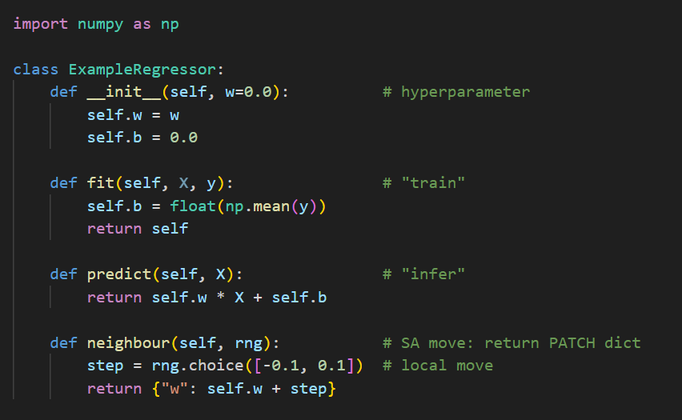 import numpy as np
class ExampleRegressor:
def __init__(self, w=0.0): # hyperparameter
self.w = w
self.b = 0.0
def fit(self, X, y): # "train"
self.b = float(np.mean(y))
return self
def predict(self, X): # "infer"
return self.w * X + self.b
def neighbour(self, rng): # SA move: return PATCH dict
step = rng.choice([-0.1, 0.1]) # local move
return {"w": self.w + step}